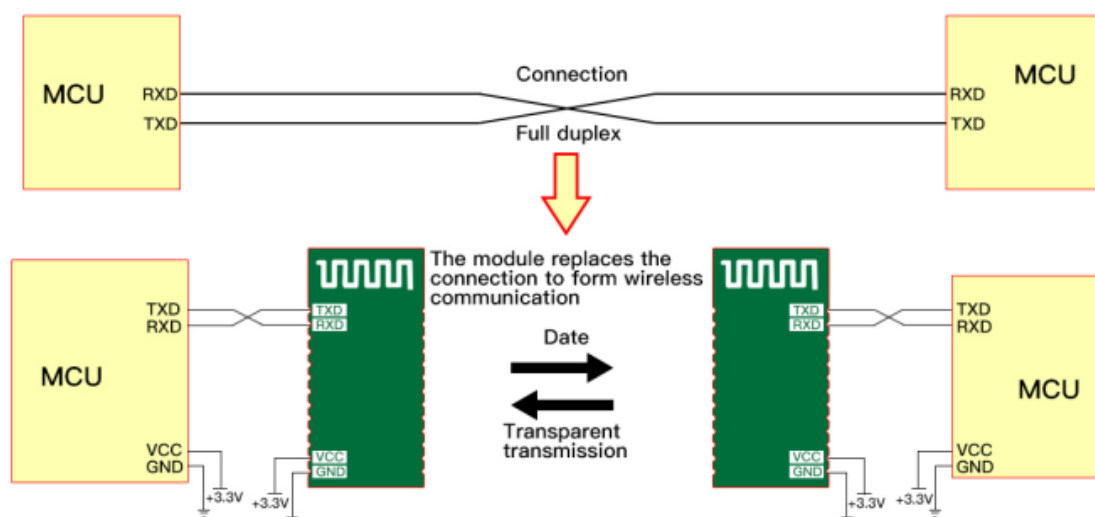 MCU
RXD
TXD
Connection
Full duplex
MCU
RXD
TXD
The module replaces the
connection to form wireless
communication
MCU
TXD
RXD
VCC
GND
+3.3V
TXD
RXD
VCC
GND
+3.3V
Date
Transparent
transmission
TXD
RXD
VCC
GND
+3.3V
MCU
TXD
RXD
VCC
GND
+3.3V